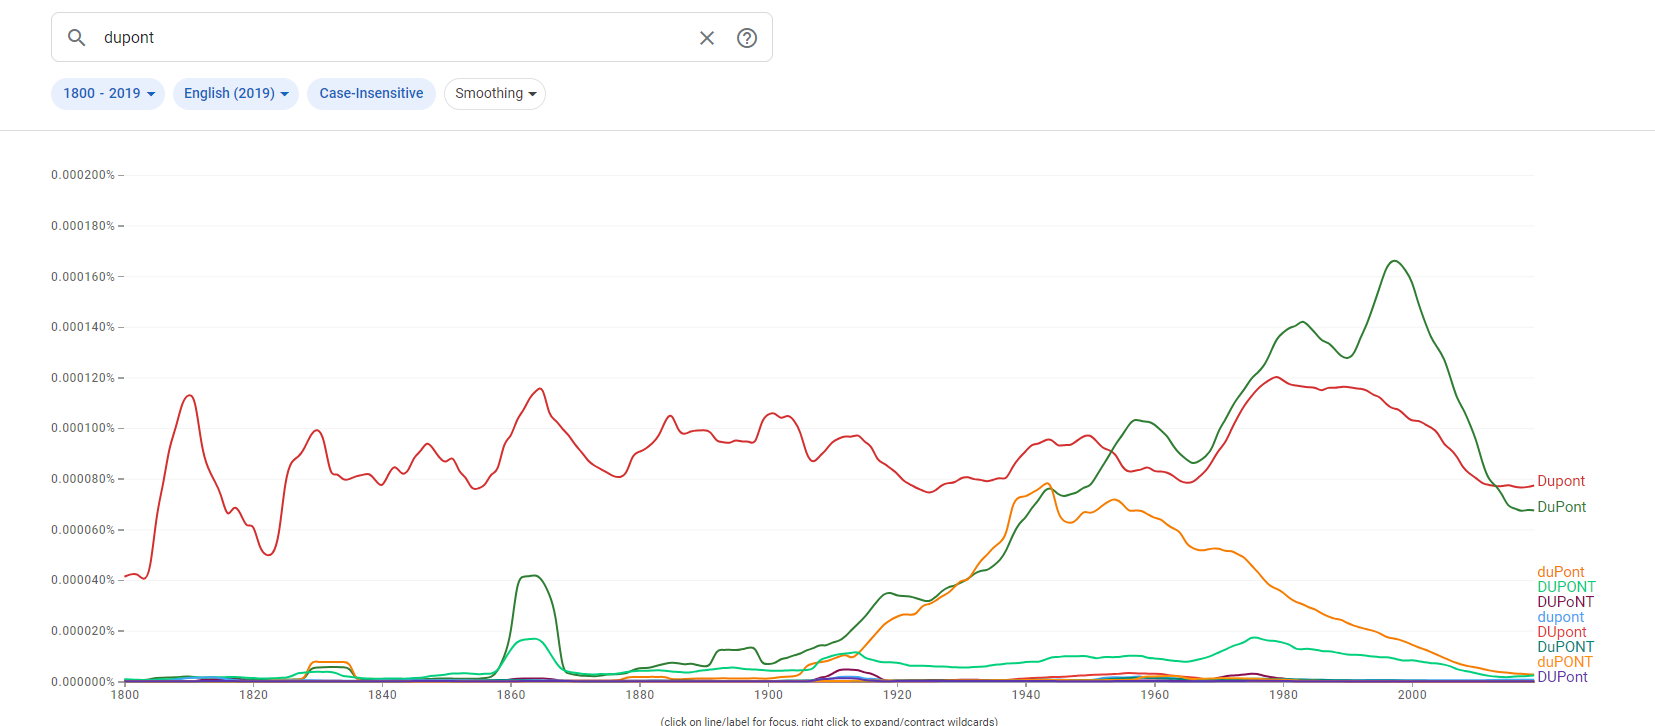 dupont
1800 - 2019 English (2019) Case-Insensitive Smoothing
0.000200%
0.000180%
0.000160%
0.000140%
0.000120%
0.000100%
0.000080%
0.000060%
0.000040%
0.000020%
0.000000%
Dupont
DuPont
duPont
DUPONT
DUPoNT
dupont
DUpont
DuPONT
duPONT
DUPont
1800 1820 1840 1860 1880 1900 1920 1940 1960 1980 2000
(click on line/label for focus, right click to expand/contract wildcards)